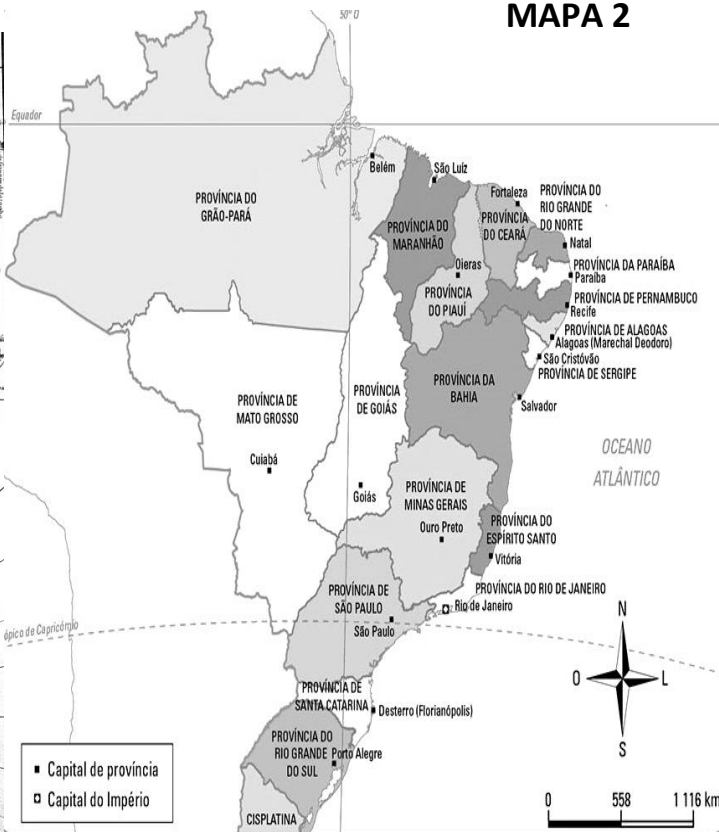 MAPA 2
50° O
Equador
Belém
São Luíz
Fortaleza
PROVÍNCIA DO
RIO GRANDE
DO NORTE
Natal
PROVÍNCIA DO
GRÃO-PARÁ
PROVÍNCIA DO
MARANHÃO
PROVÍNCIA
DO CEARÁ
Oieras
PROVÍNCIA
DO PIAUÍ
PROVÍNCIA DA PARAÍBA
Paraíba
PROVÍNCIA DE PERNAMBUCO
Recife
PROVÍNCIA DE ALAGOAS
Alagoas (Marechal Deodoro)
São Cristóvão
PROVÍNCIA DE SERGIPE
PROVÍNCIA DA
BAHIA
Salvador
PROVÍNCIA DE
MATO GROSSO
PROVÍNCIA
DE GOIÁS
Cuiabá
Goiás
OCEANO
ATLÂNTICO
PROVÍNCIA DE
MINAS GERAIS
Ouro Preto
PROVÍNCIA DO
ESPÍRITO SANTO
Vitória
PROVÍNCIA DO RIO DE JANEIRO
Rio de Janeiro
PROVÍNCIA DE
SÃO PAULO
São Paulo
ópico de Capricórnio
PROVÍNCIA DE
SANTA CATARINA
Desterro (Florianópolis)
PROVÍNCIA DO
RIO GRANDE
DO SUL
Porto Alegre
CISPLATINA
N
O
L
S
Capital de província
Capital do Império
0 558 1 116 km